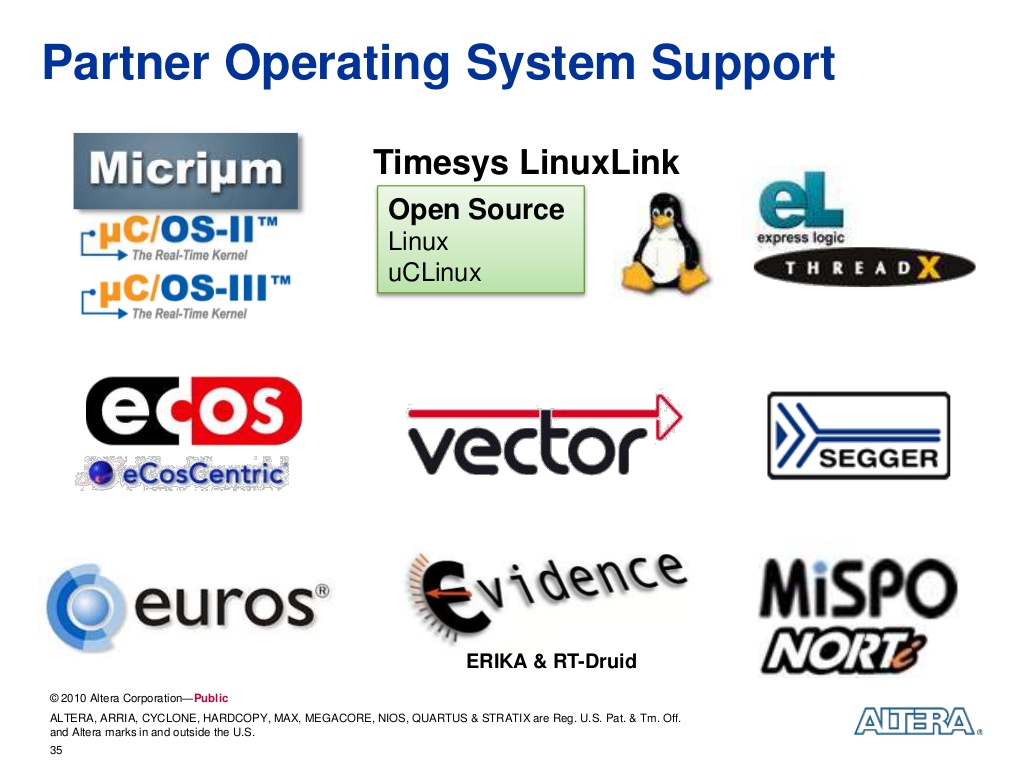 Partner Operating System Support
Micriµm
µC/OS-II™
The Real-Time Kernel
µC/OS-III™
The Real-Time Kernel
Timesys LinuxLink
Open Source
Linux
uCLinux
eL
express logic
THREADX
ecos
eCosCentric
vector
SEGGER
euros®
Evidence
ERIKA & RT-Druid
MiSPO
NORTi
© 2010 Altera Corporation—Public
ALTERA, ARRIA, CYCLONE, HARDCOPY, MAX, MEGACORE, NIOS, QUARTUS & STRATIX are Reg. U.S. Pat. & Tm. Off.
and Altera marks in and outside the U.S.
35
ALTERA®